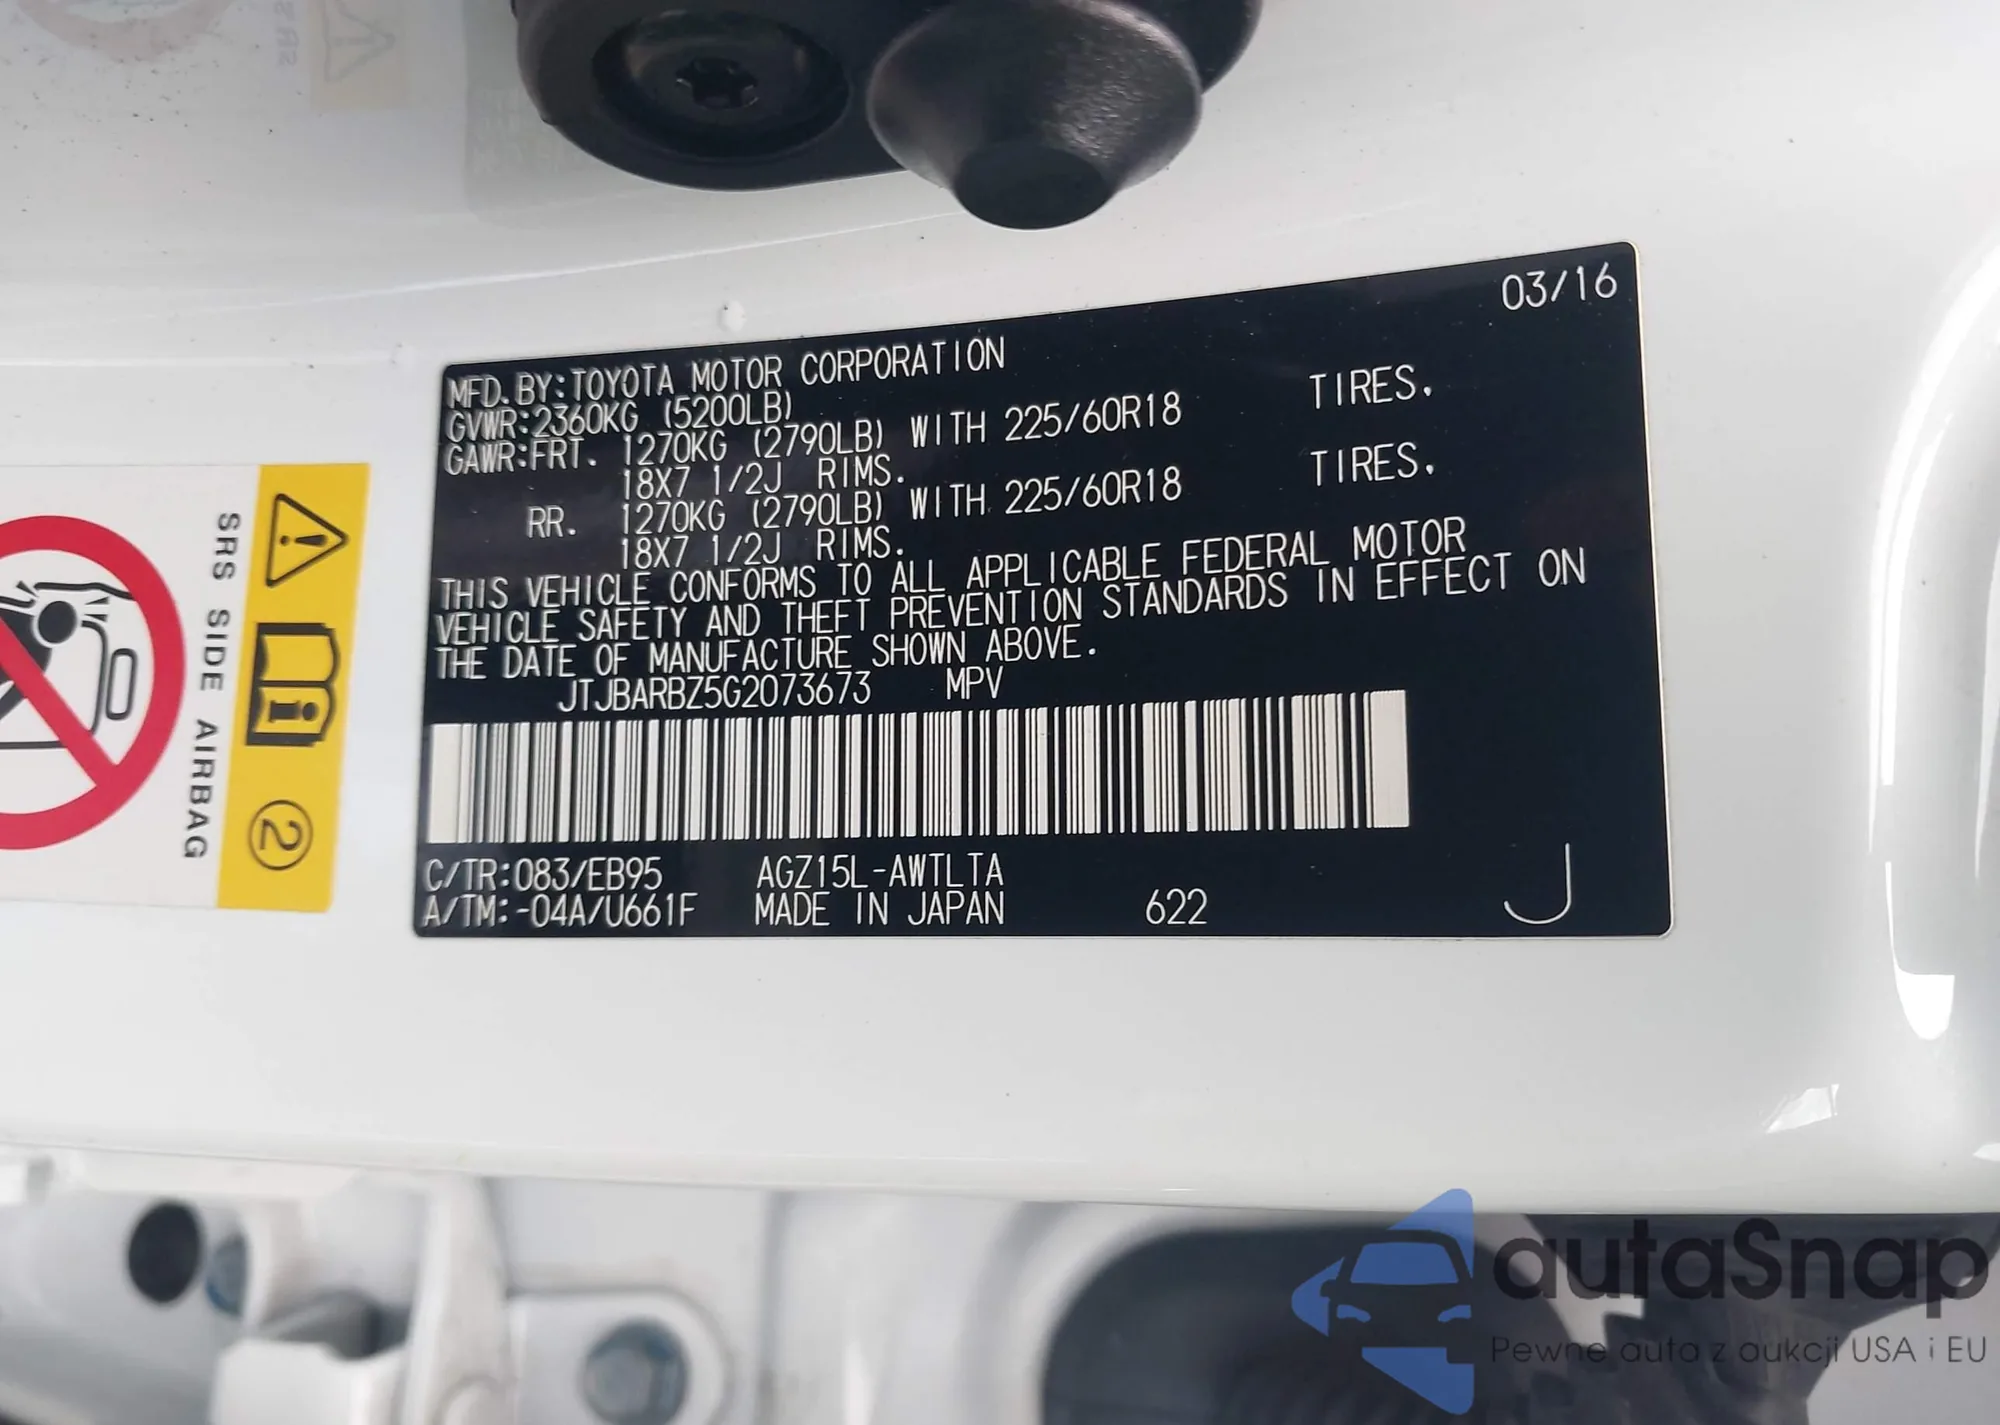 03/16
MFD.BY:TOYOTA MOTOR CORPORATION
GVWR:2360KG (5200LB)
GAWR:FRT. 1270KG (2790LB) WITH 225/60R18 TIRES.
18X7 1/2J RIMS.
RR. 1270KG (2790LB) WITH 225/60R18 TIRES.
18X7 1/2J RIMS.
THIS VEHICLE CONFORMS TO ALL APPLICABLE FEDERAL MOTOR
VEHICLE SAFETY AND THEFT PREVENTION STANDARDS IN EFFECT ON
THE DATE OF MANUFACTURE SHOWN ABOVE.
JTJBARBZ5G2073673 MPV
C/TR:083/EB95 AGZ15L-AWTLTA
A/TM:-04A/U661F MADE IN JAPAN 622 J
SRS SIDE AIRBAG
2
autoSnap
Pewne auta z aukcji USA i EU